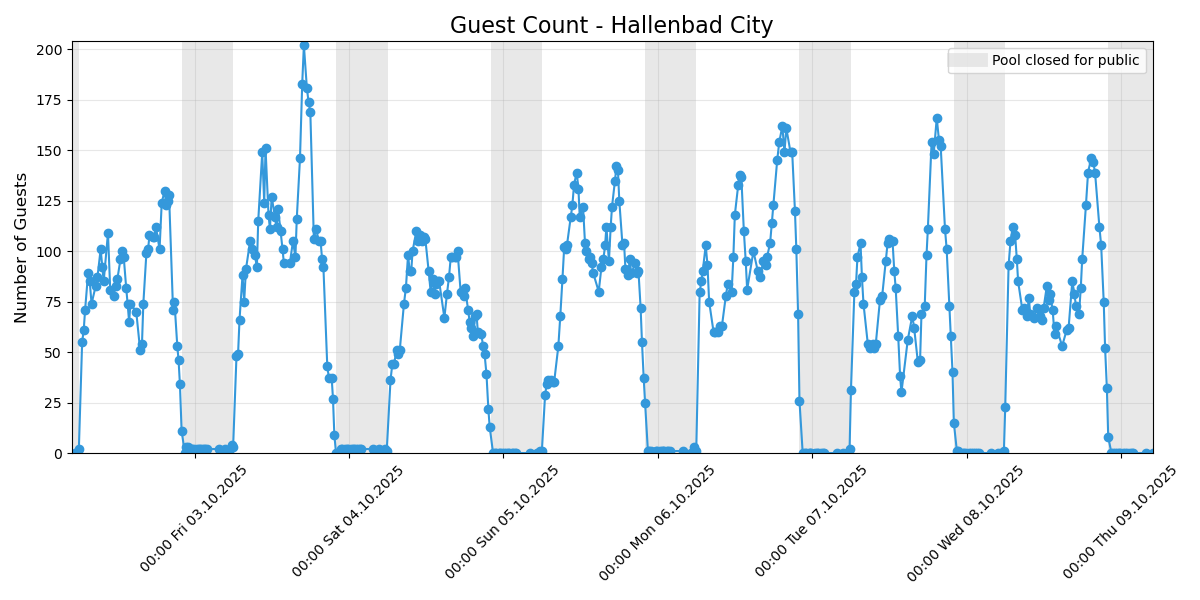 Guest Count - Hallenbad City
Pool closed for public
Number of Guests
200
175
150
125
100
75
50
25
0
00:00 Fri 03.10.2025
00:00 Sat 04.10.2025
00:00 Sun 05.10.2025
00:00 Mon 06.10.2025
00:00 Tue 07.10.2025
00:00 Wed 08.10.2025
00:00 Thu 09.10.2025